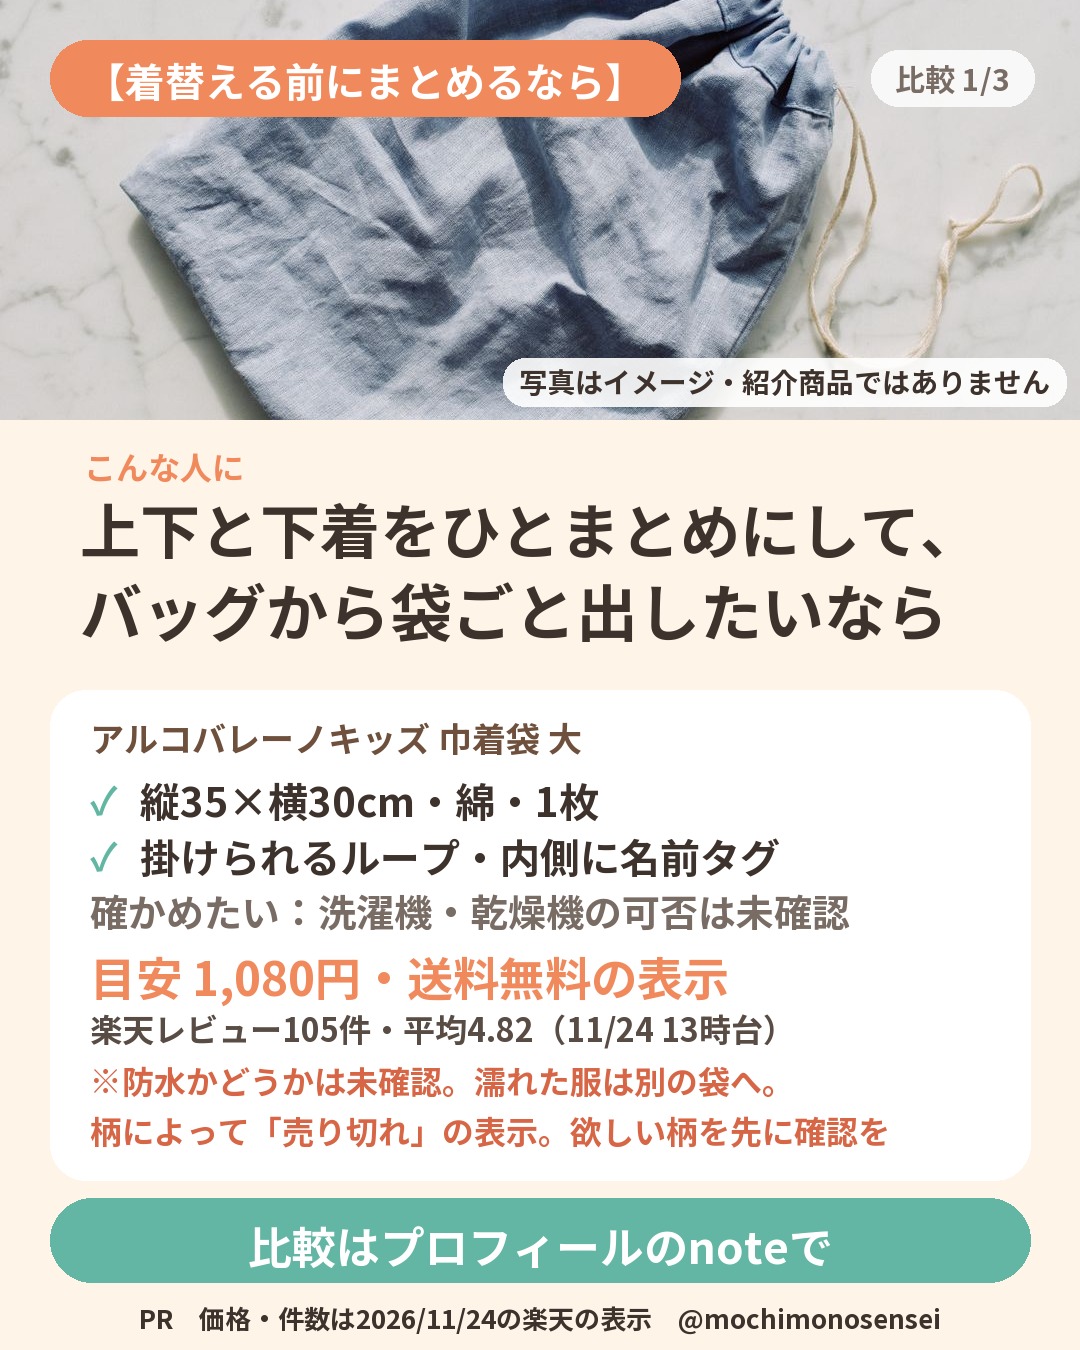 【着替える前にまとめるなら】
比較 1/3
写真はイメージ・紹介商品ではありません
こんな人に
上下と下着をひとまとめにして、
バッグから袋ごと出したいなら
アルコバレーノキッズ 巾着袋 大
✓ 縦35×横30cm・綿・1枚
✓ 掛けられるループ・内側に名前タグ
確かめたい：洗濯機・乾燥機の可否は未確認
目安 1,080円・送料無料の表示
楽天レビュー105件・平均4.82（11/24 13時台）
※防水かどうかは未確認。濡れた服は別の袋へ。
柄によって「売り切れ」の表示。欲しい柄を先に確認を
比較はプロフィールのnoteで
PR　価格・件数は2026/11/24の楽天の表示　@mochimonosensei